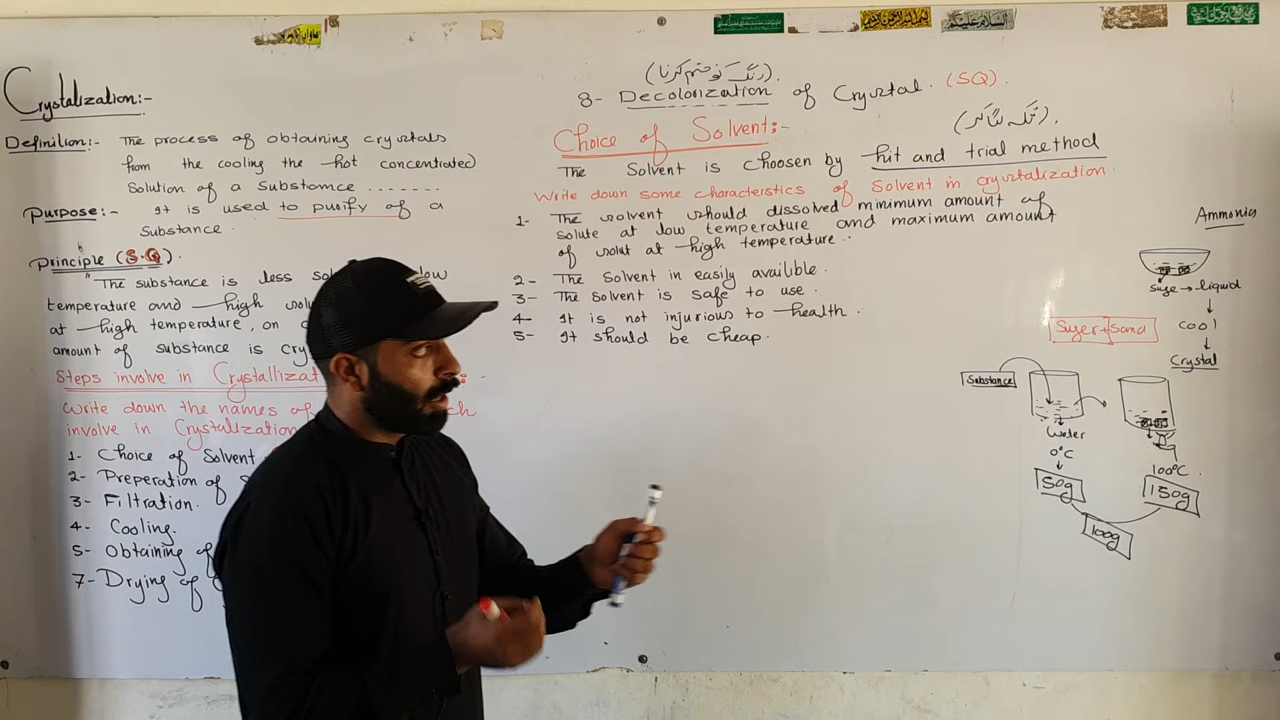 Crystalization:-
Definition:- The process of obtaining crystals
from the cooling the hot concentrated
Solution of a Substamce .......
Purpose:- It is used to purify of a
Substance.
Principle (S.Q).
"The substance is less
temperature and high
at high temperature, on
amount of substance is
Steps involve in
Write down the names of
involve in Crystalization
1- Choice of Solvent
2- Preperation of
3- Filtration.
4- Cooling.
5- Obtaining of
7- Drying of
(رنگ کو ختم کرنا).
8- Decolorization of Crystal. (SQ).
Choice of Solvent:-
The Solvent is choosen by hit and trial method
Write down some characterstics of Solvent in crystalization.
1- The solvent should dissolved minimum amount of
solute at low temperature and maximum amount
of solut at high temperature..
2- The Solvent in easily availible.
3- The Solvent is safe to use.
4- It is not injurious to health.
5- It should be cheap.
Ammonia
Suger → liquid
↓
cool
↓
Crystal
Suger+Sand
Substance
Water
0°C
50g
100°C.
150g
100g
السلام علیکم